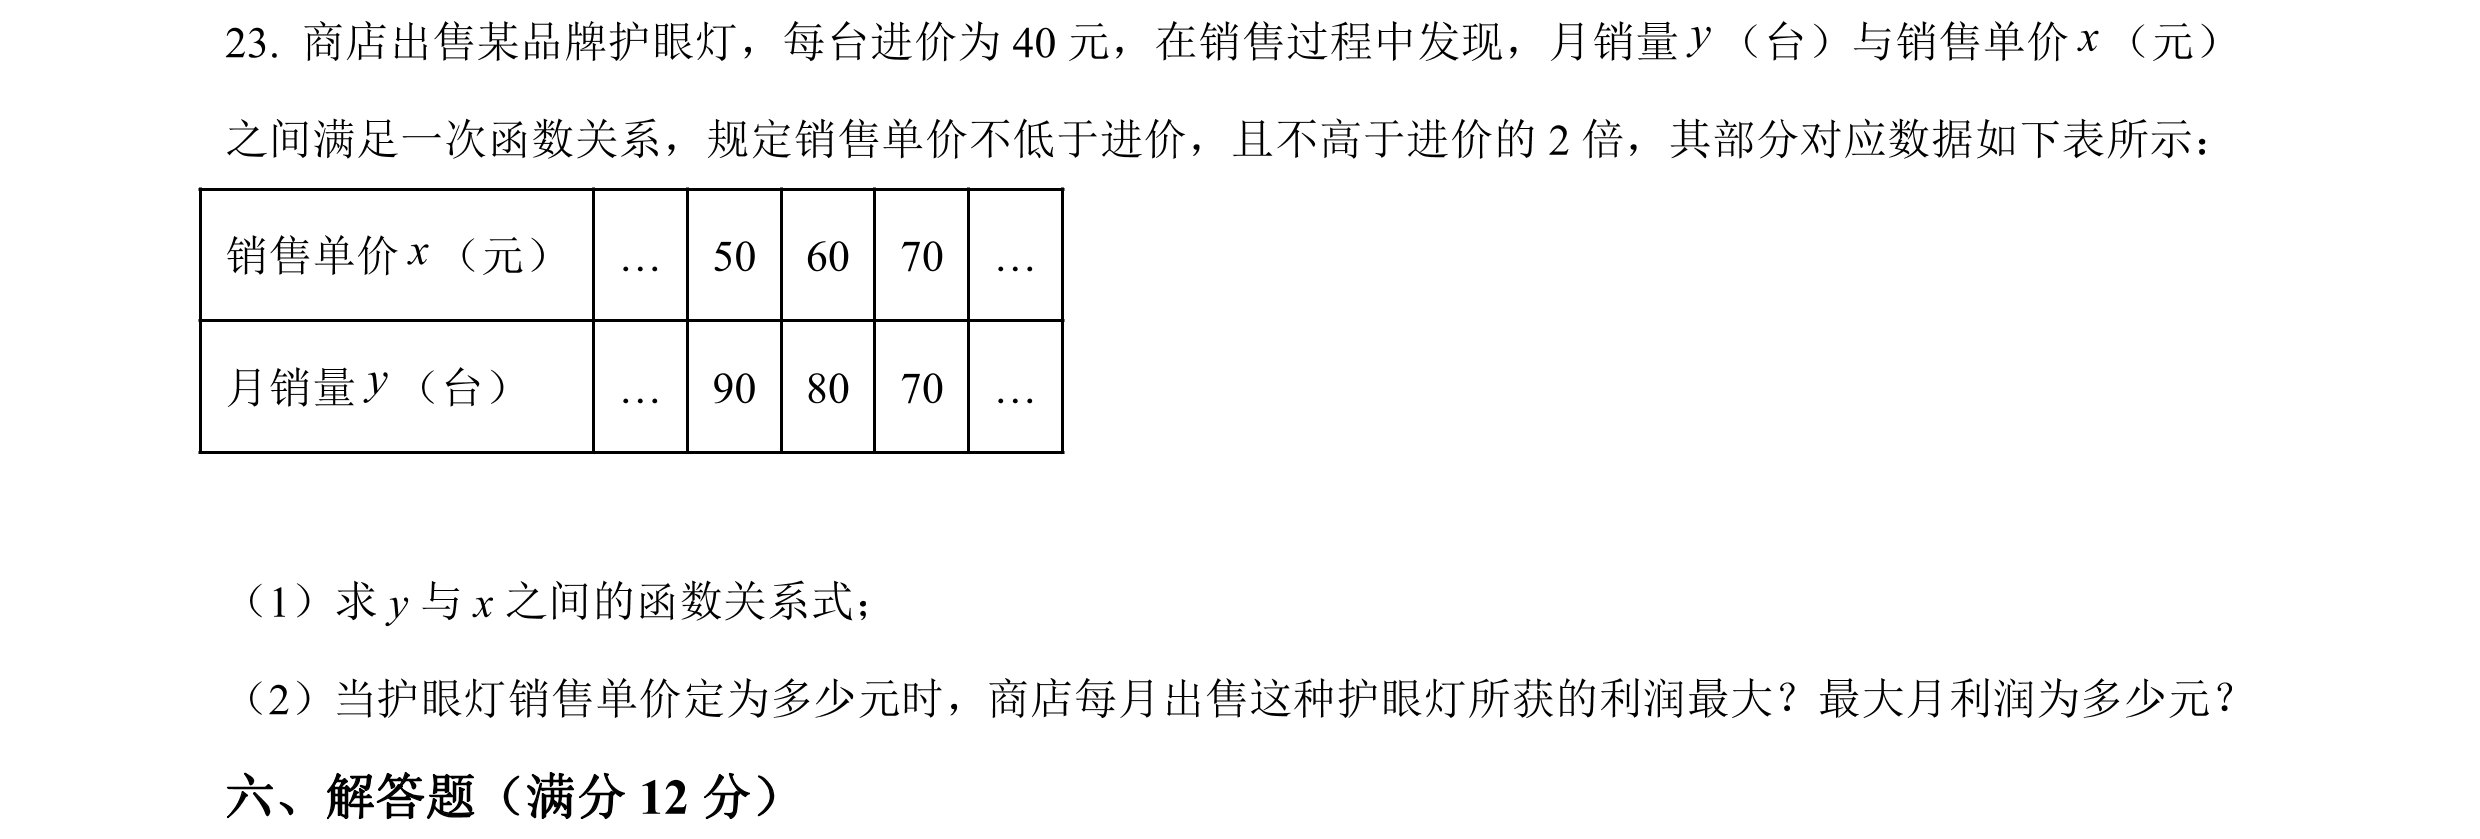 23. 商店出售某品牌护眼灯，每台进价为 40 元，在销售过程中发现，月销量 y（台）与销售单价 x（元）
之间满足一次函数关系，规定销售单价不低于进价，且不高于进价的 2 倍，其部分对应数据如下表所示：
销售单价 x（元） … 50 60 70 …
月销量 y（台） … 90 80 70 …
（1）求 y 与 x 之间的函数关系式；
（2）当护眼灯销售单价定为多少元时，商店每月出售这种护眼灯所获的利润最大？最大月利润为多少元？
六、解答题（满分 12 分）